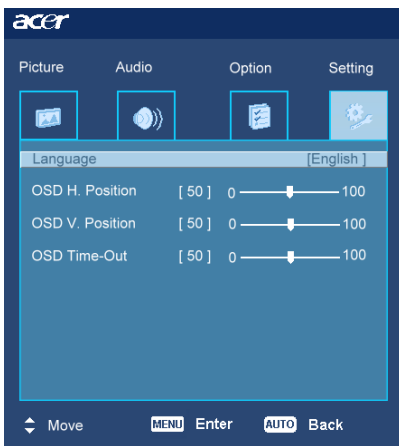 acer
Picture Audio Option Setting
Language [English ]
OSD H. Position [ 50 ] 0 100
OSD V. Position [ 50 ] 0 100
OSD Time-Out [ 50 ] 0 100
Move MENU Enter AUTO Back